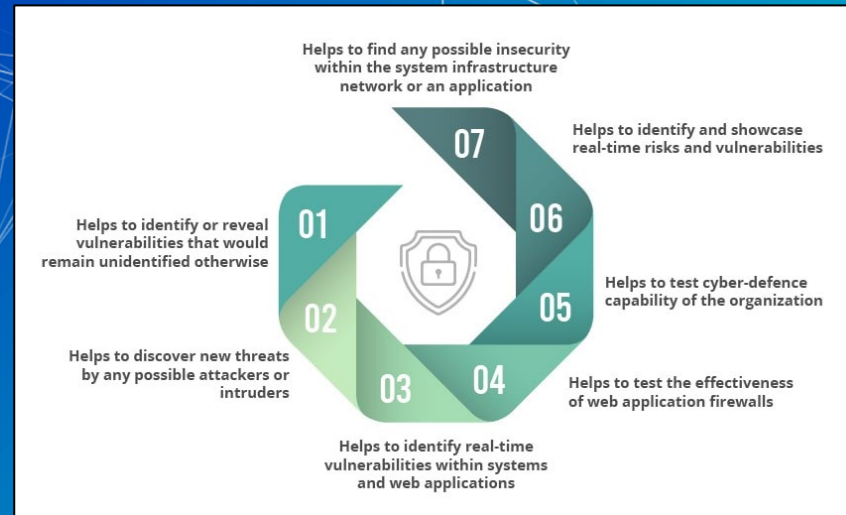 Helps to find any possible insecurity
within the system infrastructure
network or an application
07
Helps to identify and showcase
real-time risks and vulnerabilities
01
06
Helps to identify or reveal
vulnerabilities that would
remain unidentified otherwise
05
Helps to test cyber-defence
capability of the organization
02
Helps to discover new threats
by any possible attackers or
intruders
03
04
Helps to test the effectiveness
of web application firewalls
Helps to identify real-time
vulnerabilities within systems
and web applications